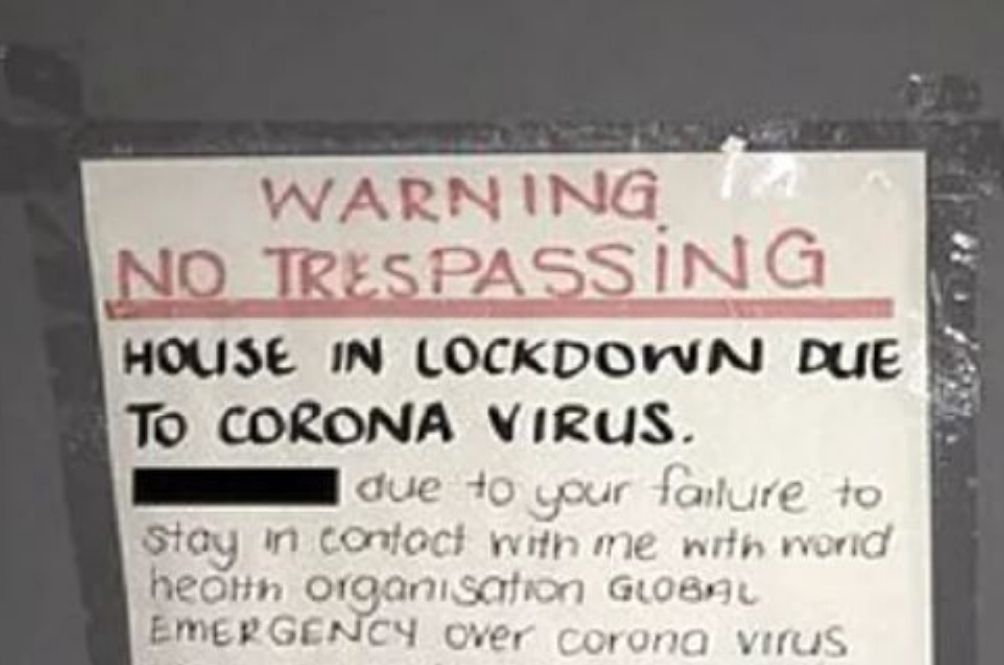 WARNING
NO TRESPASSING
HOUSE IN LOCKDOWN DUE
TO CORONA VIRUS.
due to your failure to
stay in contact with me with world
health organisation GLOBAL
EMERGENCY over corona virus